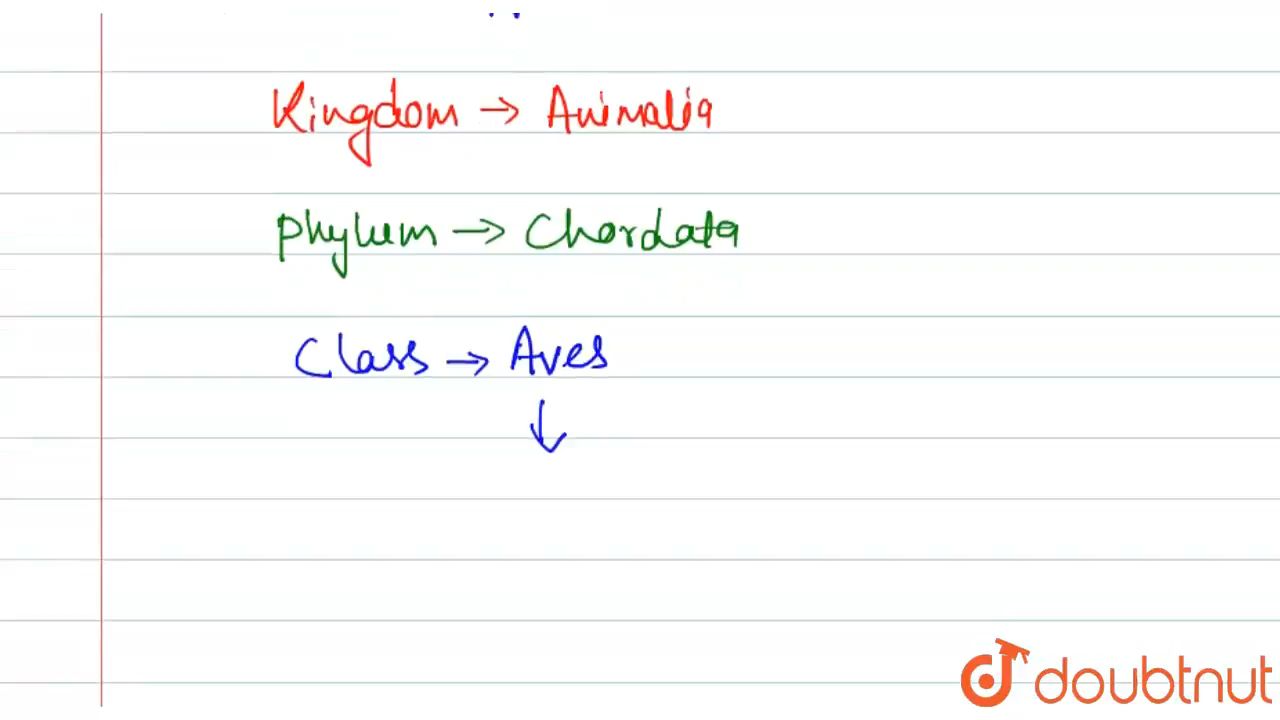 Kingdom → Animalia
Phylum → Chordata
Class → Aves
↓
doubtnut